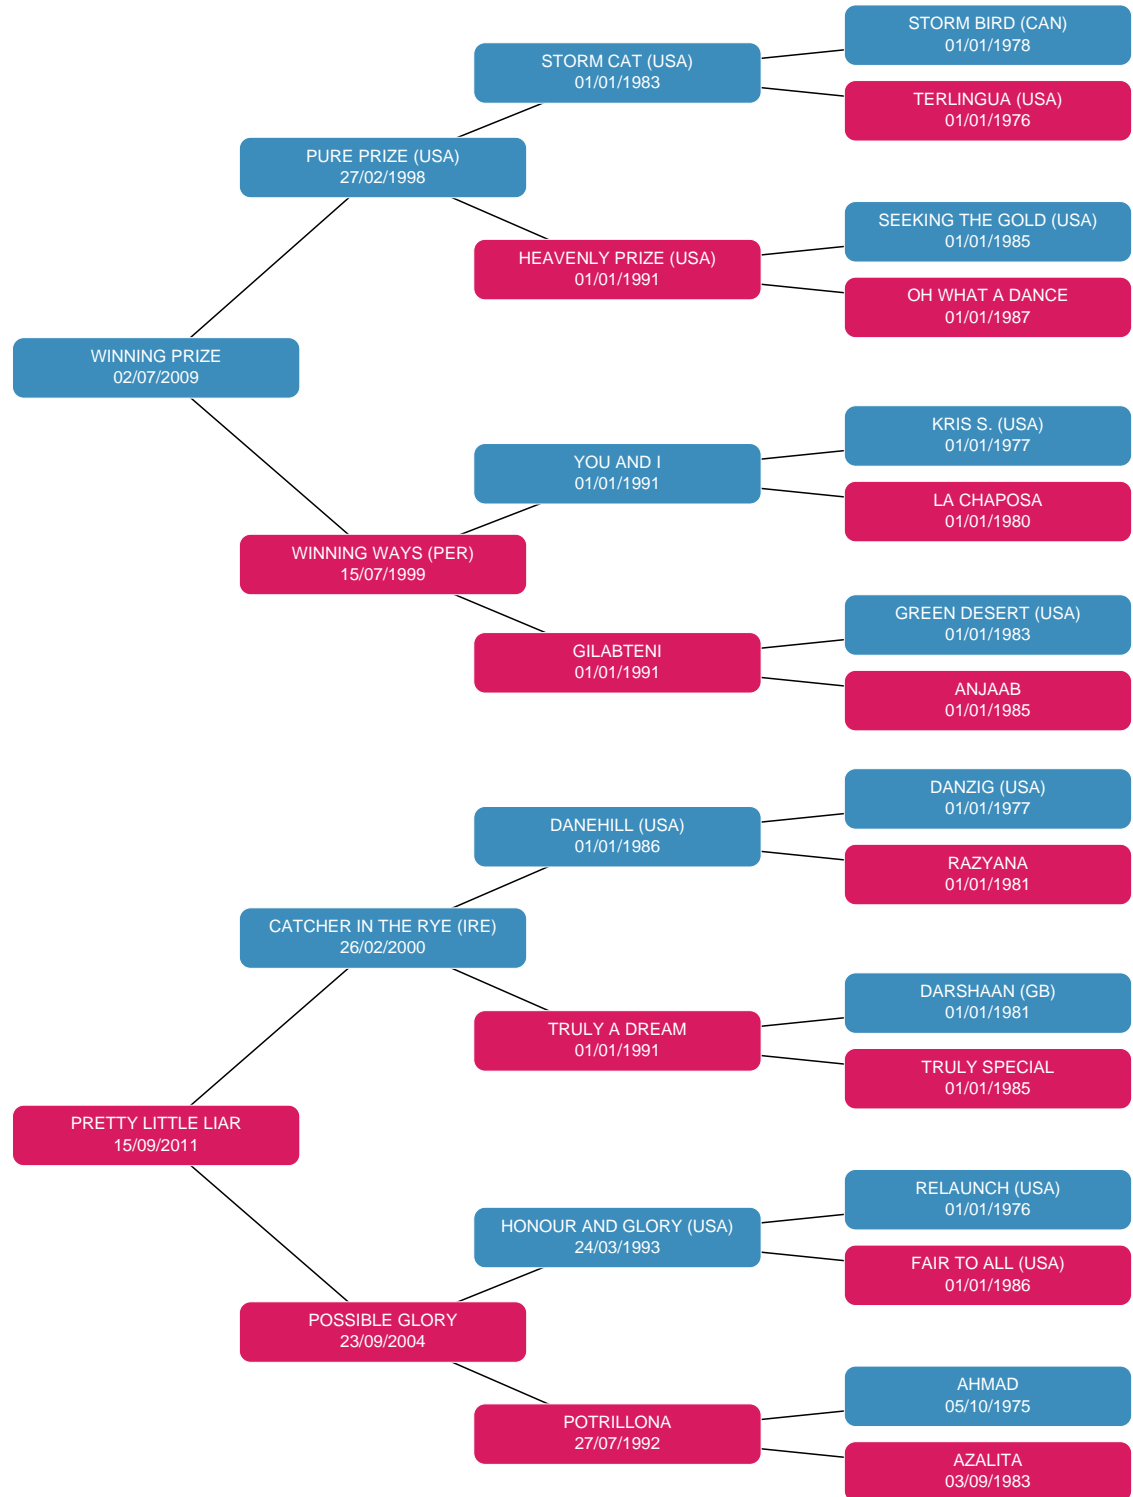 STORM BIRD (CAN)
01/01/1978
STORM CAT (USA)
01/01/1983
TERLINGUA (USA)
01/01/1976
PURE PRIZE (USA)
27/02/1998
SEEKING THE GOLD (USA)
01/01/1985
HEAVENLY PRIZE (USA)
01/01/1991
OH WHAT A DANCE
01/01/1987
WINNING PRIZE
02/07/2009
KRIS S. (USA)
01/01/1977
YOU AND I
01/01/1991
LA CHAPOSA
01/01/1980
WINNING WAYS (PER)
15/07/1999
GREEN DESERT (USA)
01/01/1983
GILABTENI
01/01/1991
ANJAAB
01/01/1985
DANZIG (USA)
01/01/1977
DANEHILL (USA)
01/01/1986
RAZYANA
01/01/1981
CATCHER IN THE RYE (IRE)
26/02/2000
DARSHAAN (GB)
01/01/1981
TRULY A DREAM
01/01/1991
TRULY SPECIAL
01/01/1985
PRETTY LITTLE LIAR
15/09/2011
RELAUNCH (USA)
01/01/1976
HONOUR AND GLORY (USA)
24/03/1993
FAIR TO ALL (USA)
01/01/1986
POSSIBLE GLORY
23/09/2004
AHMAD
05/10/1975
POTRILLONA
27/07/1992
AZALITA
03/09/1983